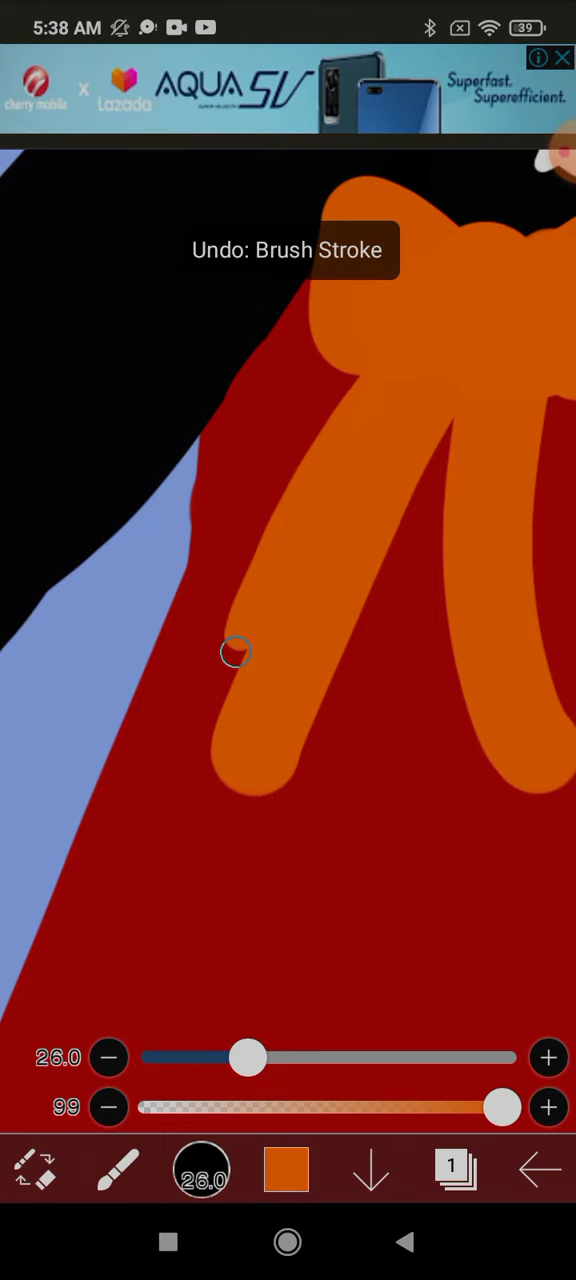 5:38 AM
39
cherry mobile
x
Lazada
AQUA SV
Superfast.
Superefficient.
Undo: Brush Stroke
26.0
99
26.0
1